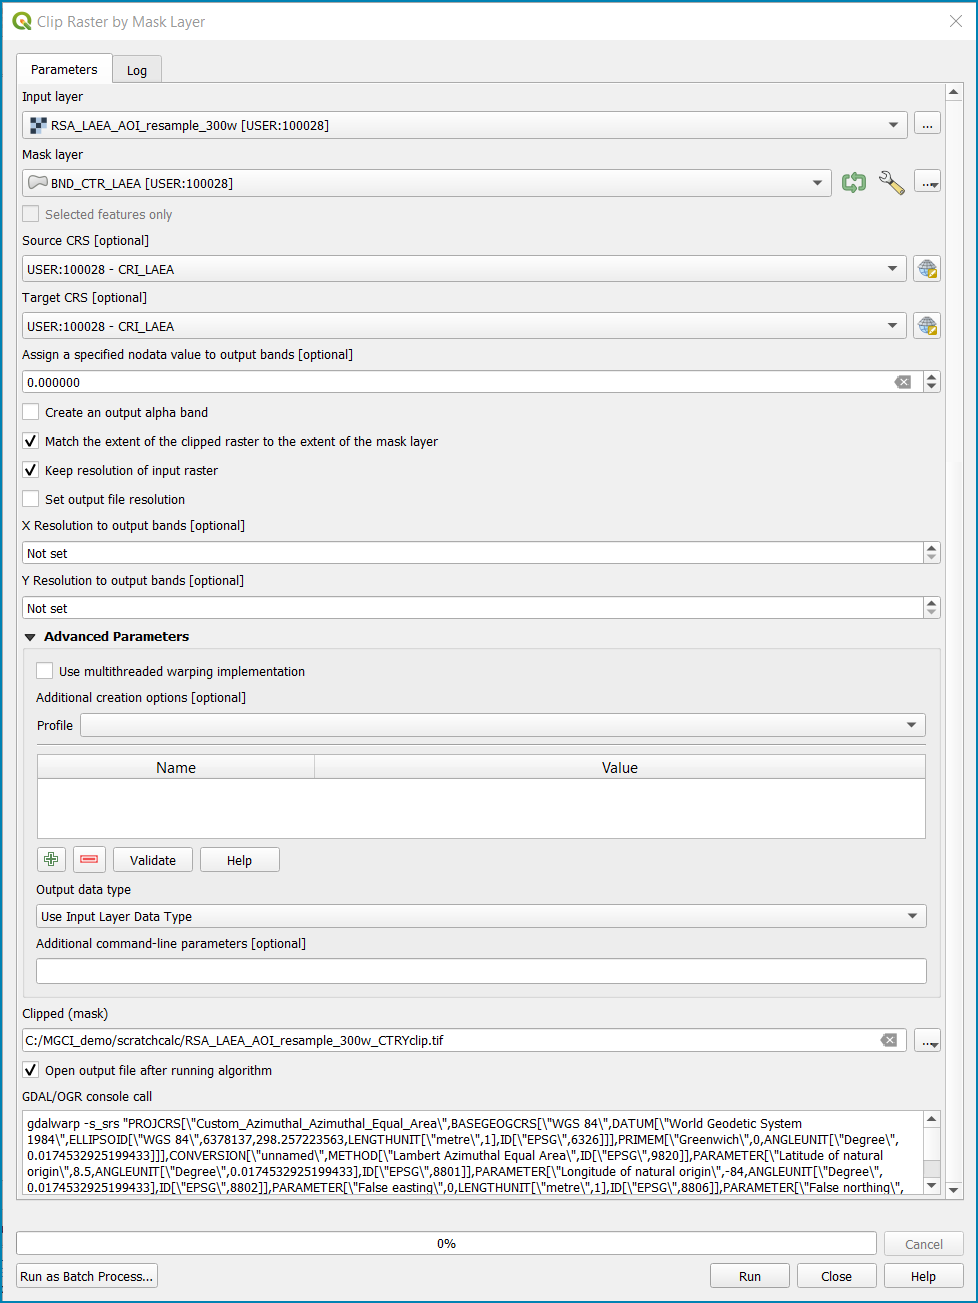 Clip Raster by Mask Layer
Parameters
Log
Input layer
RSA_LAEA_AOI_resample_300w [USER:100028]
...
Mask layer
BND_CTR_LAEA [USER:100028]
...
Selected features only
Source CRS [optional]
USER:100028 - CRI_LAEA
Target CRS [optional]
USER:100028 - CRI_LAEA
Assign a specified nodata value to output bands [optional]
0.000000
Create an output alpha band
Match the extent of the clipped raster to the extent of the mask layer
Keep resolution of input raster
Set output file resolution
X Resolution to output bands [optional]
Not set
Y Resolution to output bands [optional]
Not set
Advanced Parameters
Use multithreaded warping implementation
Additional creation options [optional]
Profile
Name Value
Validate Help
Output data type
Use Input Layer Data Type
Additional command-line parameters [optional]
Clipped (mask)
C:/MGCI_demo/scratchcalc/RSA_LAEA_AOI_resample_300w_CTRYclip.tif
...
Open output file after running algorithm
GDAL/OGR console call
gdalwarp -s_srs "PROJCRS[\"Custom_Azimuthal_Azimuthal_Equal_Area\",BASEGEOGCRS[\"WGS 84\",DATUM[\"World Geodetic System
1984\",ELLIPSOID[\"WGS 84\",6378137,298.257223563,LENGTHUNIT[\"metre\",1],ID[\"EPSG\",6326]]],PRIMEM[\"Greenwich\",0,ANGLEUNIT[\"Degree\",
0.0174532925199433]]],CONVERSION[\"unnamed\",METHOD[\"Lambert Azimuthal Equal Area\",ID[\"EPSG\",9820]],PARAMETER[\"Latitude of natural
origin\",8.5,ANGLEUNIT[\"Degree\",0.0174532925199433],ID[\"EPSG\",8801]],PARAMETER[\"Longitude of natural origin\",-84,ANGLEUNIT[\"Degree\",
0.0174532925199433],ID[\"EPSG\",8802]],PARAMETER[\"False easting\",0,LENGTHUNIT[\"metre\",1],ID[\"EPSG\",8806]],PARAMETER[\"False northing\",
0%
Cancel
Run as Batch Process...
Run
Close
Help